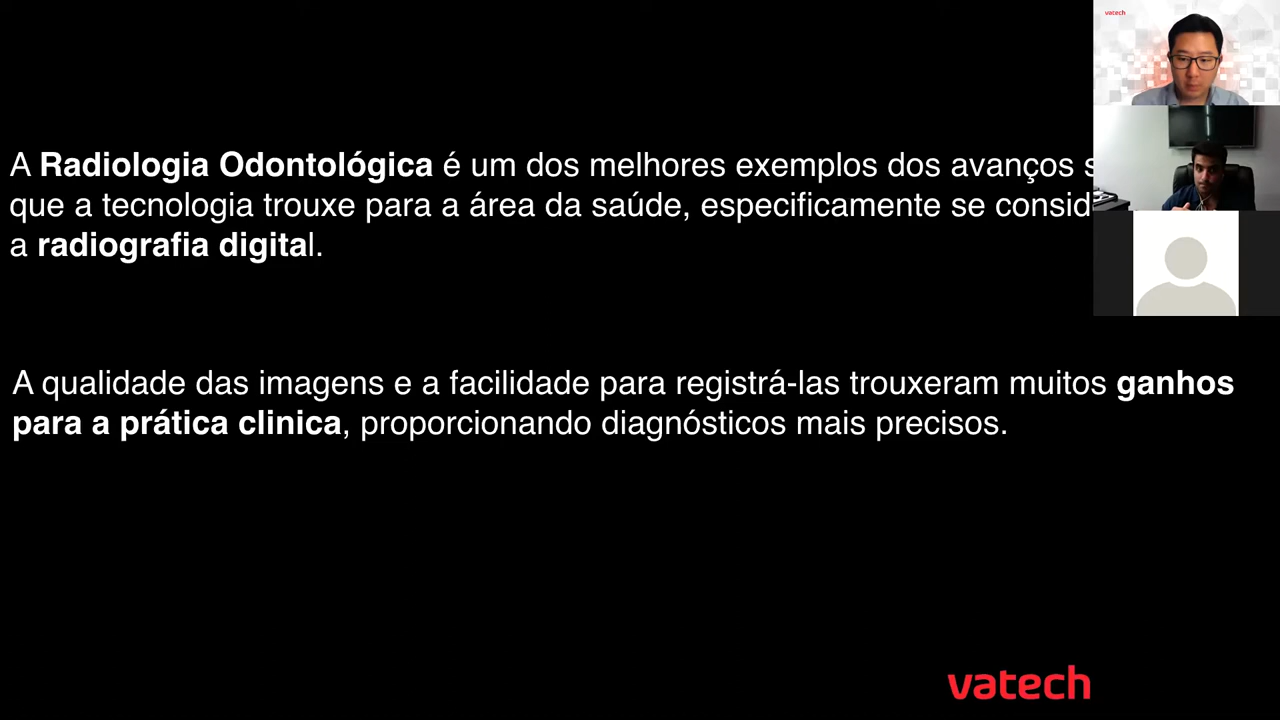 vatech
A Radiologia Odontológica é um dos melhores exemplos dos avanços
que a tecnologia trouxe para a área da saúde, especificamente se
a radiografia digital.
A qualidade das imagens e a facilidade para registrá-las trouxeram muitos ganhos
para a prática clinica, proporcionando diagnósticos mais precisos.
vatech